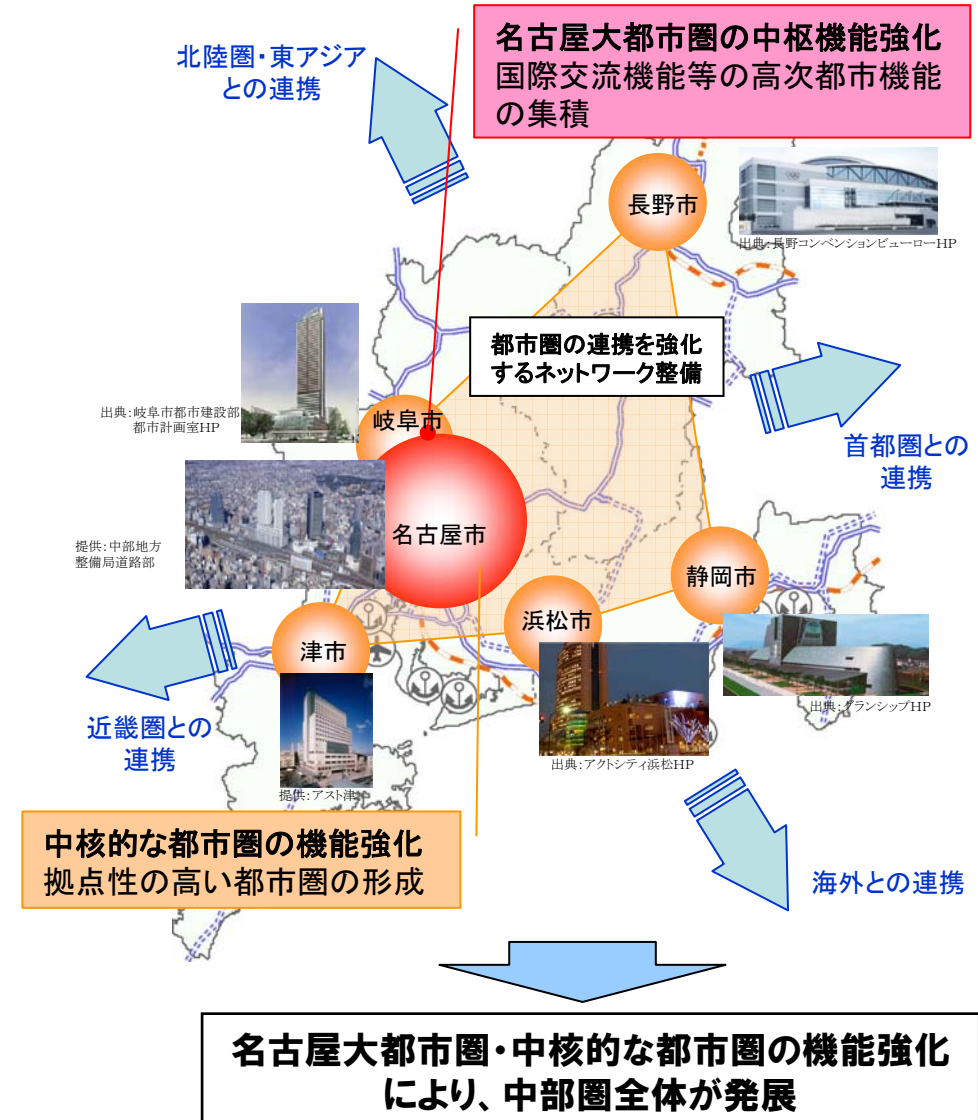 名古屋大都市圏の中枢機能強化
国際交流機能等の高次都市機能
の集積
北陸圏・東アジア
との連携
長野市
出典:長野コンベンションビューローHP
都市圏の連携を強化
するネットワーク整備
出典:岐阜市都市建設部
都市計画室HP
岐阜市
首都圏との
連携
名古屋市
提供:中部地方
整備局道路部
静岡市
浜松市
津市
出典:グランシップHP
近畿圏との
連携
出典:アクトシティ浜松HP
提供:アスト津
中核的な都市圏の機能強化
拠点性の高い都市圏の形成
海外との連携
名古屋大都市圏・中核的な都市圏の機能強化
により、中部圏全体が発展